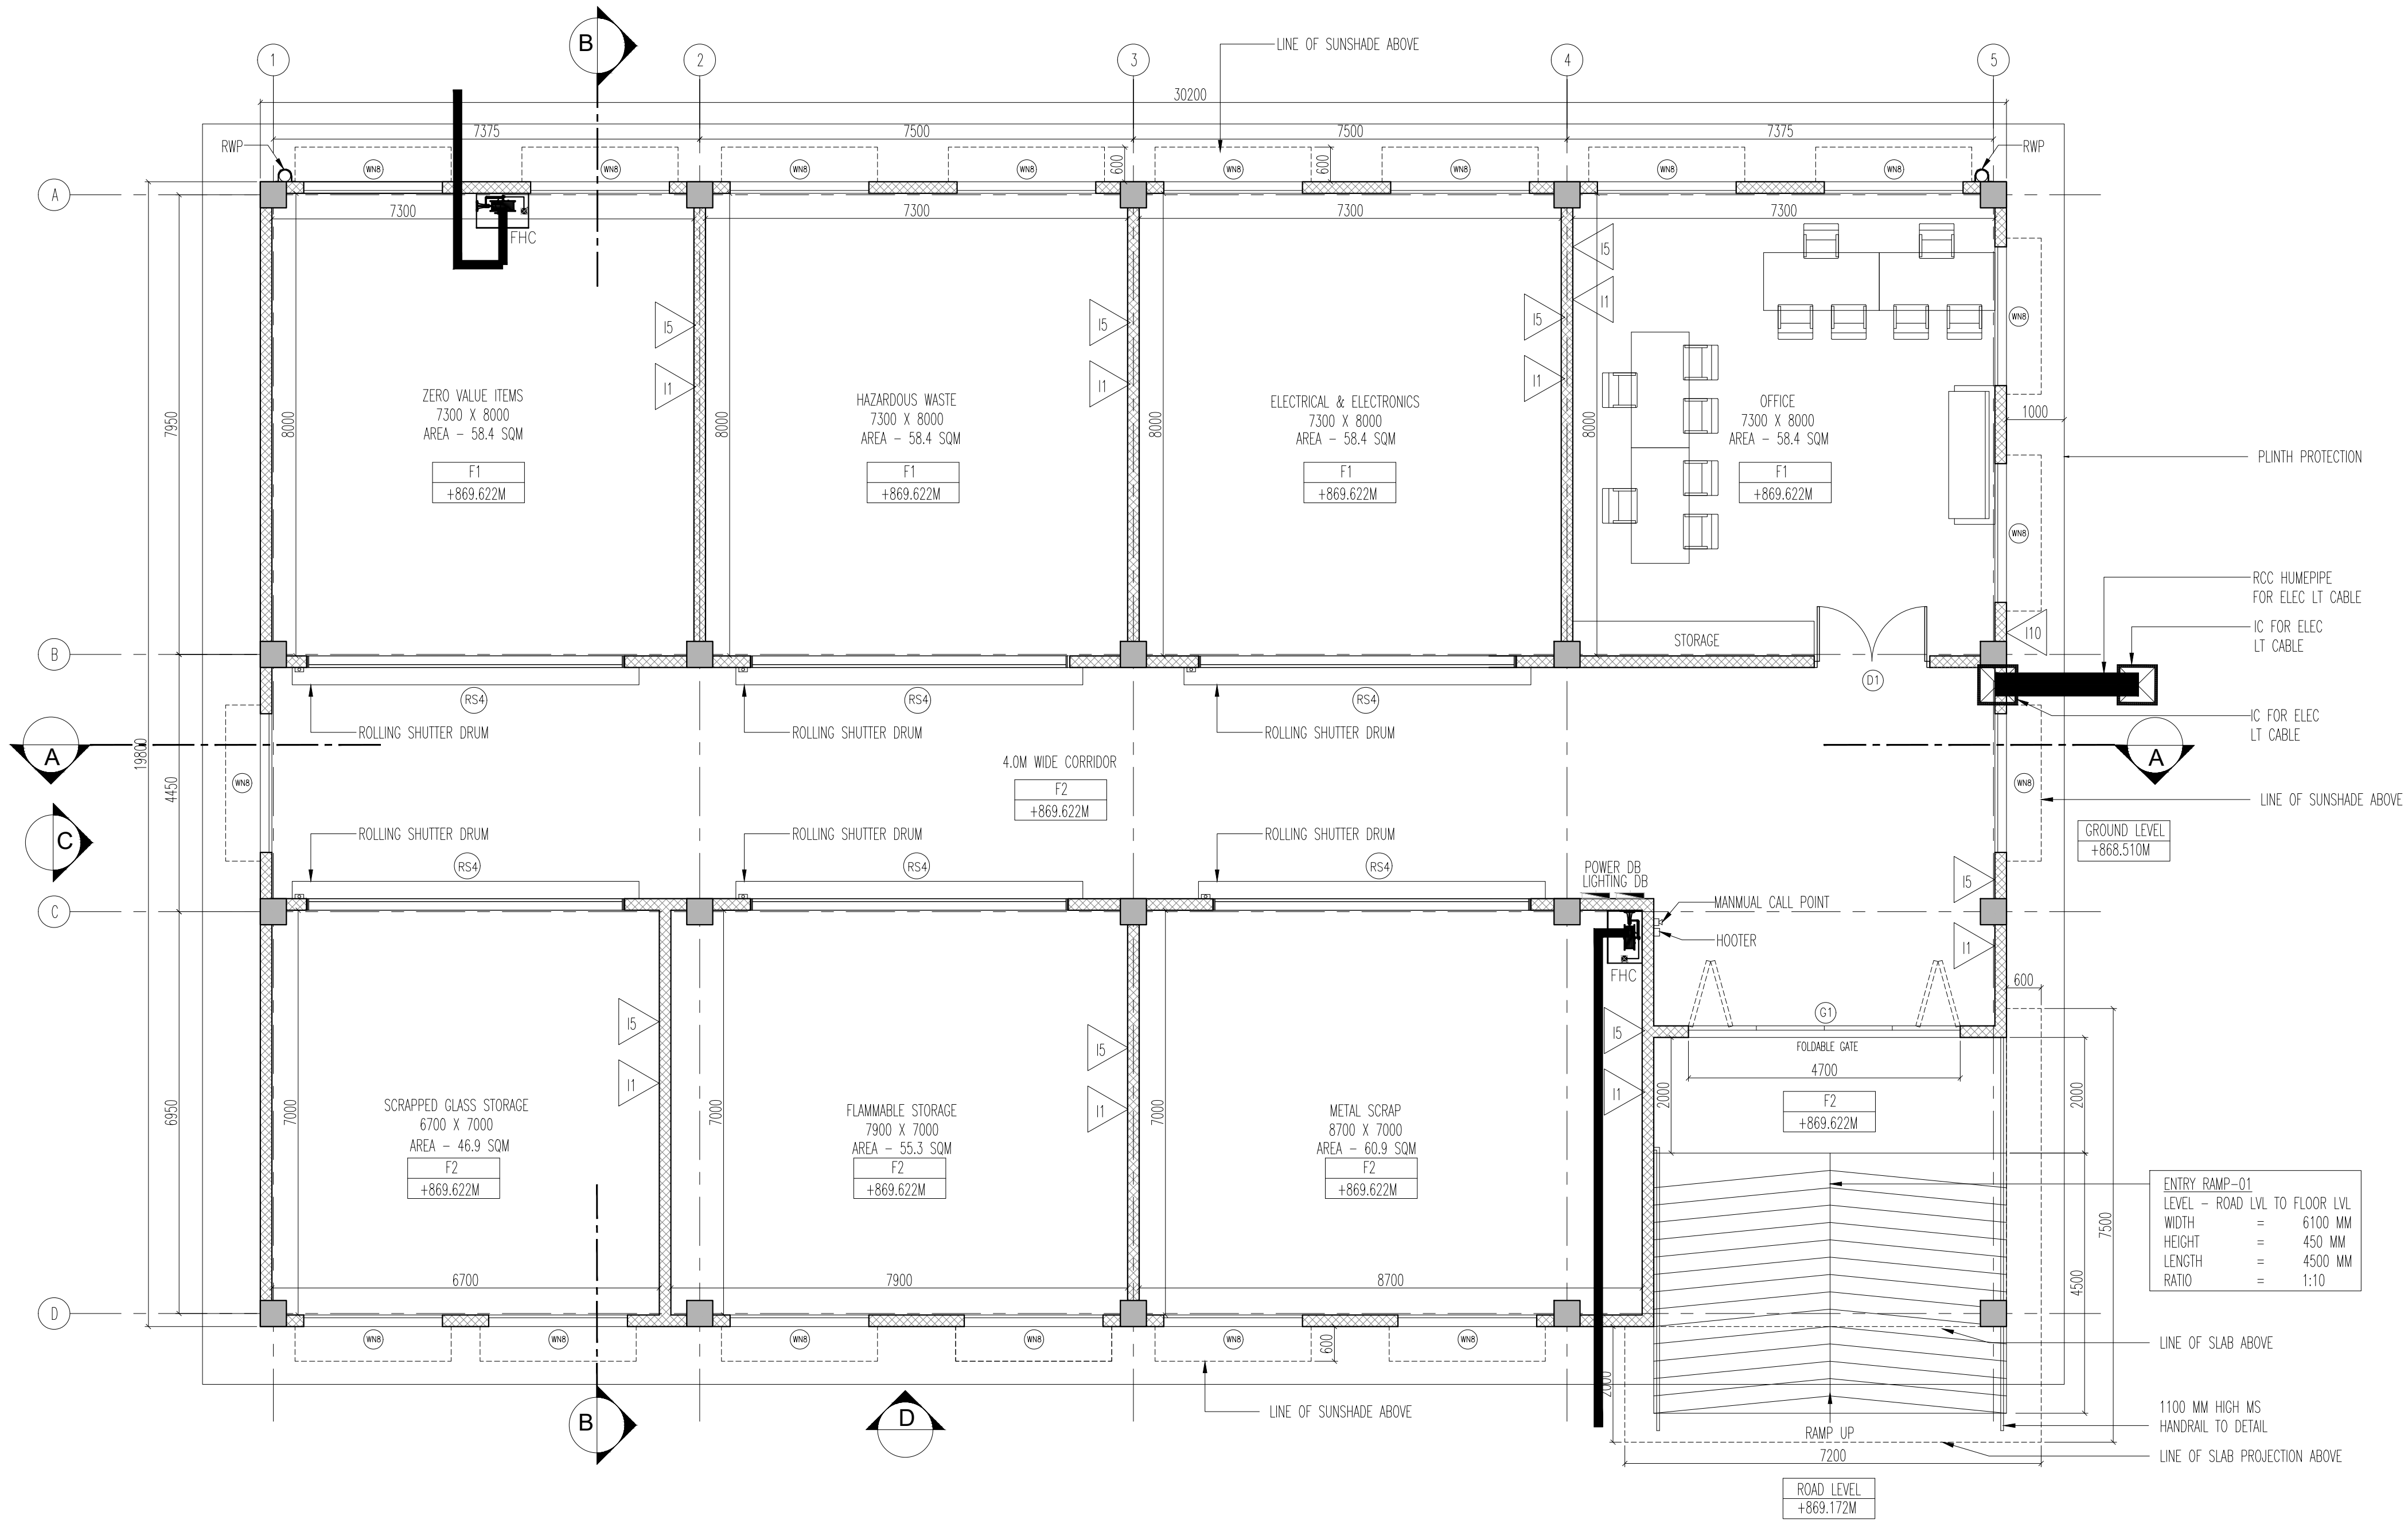 B
LINE OF SUNSHADE ABOVE
1
2
3
4
5
30200
7375
7500
7500
7375
RWP
RWP
WN8
WN8
WN8
WN8
600
WN8
600
WN8
WN8
WN8
A
7300
7300
7300
7300
FHC
I5
I1
I5
I5
I5
I1
I1
I1
WN8
ZERO VALUE ITEMS
7300 X 8000
AREA - 58.4 SQM
F1
+869.622M
HAZARDOUS WASTE
7300 X 8000
AREA - 58.4 SQM
F1
+869.622M
ELECTRICAL & ELECTRONICS
7300 X 8000
AREA - 58.4 SQM
F1
+869.622M
OFFICE
7300 X 8000
AREA - 58.4 SQM
F1
+869.622M
7950
8000
8000
8000
8000
1000
PLINTH PROTECTION
WN8
RCC HUMEPIPE
FOR ELEC LT CABLE
IC FOR ELEC
LT CABLE
B
STORAGE
I10
D1
RS4
RS4
RS4
IC FOR ELEC
LT CABLE
ROLLING SHUTTER DRUM
ROLLING SHUTTER DRUM
ROLLING SHUTTER DRUM
A
19800
4450
WN8
4.0M WIDE CORRIDOR
F2
+869.622M
A
WN8
LINE OF SUNSHADE ABOVE
GROUND LEVEL
+868.510M
C
ROLLING SHUTTER DRUM
ROLLING SHUTTER DRUM
ROLLING SHUTTER DRUM
RS4
RS4
RS4
POWER DB
LIGHTING DB
I5
C
MANMUAL CALL POINT
HOOTER
I1
FHC
600
G1
FOLDABLE GATE
4700
I5
I5
I5
I1
I1
I1
2000
2000
F2
+869.622M
6950
7000
7000
7000
SCRAPPED GLASS STORAGE
6700 X 7000
AREA - 46.9 SQM
F2
+869.622M
FLAMMABLE STORAGE
7900 X 7000
AREA - 55.3 SQM
F2
+869.622M
METAL SCRAP
8700 X 7000
AREA - 60.9 SQM
F2
+869.622M
ENTRY RAMP-01
LEVEL - ROAD LVL TO FLOOR LVL
WIDTH = 6100 MM
HEIGHT = 450 MM
LENGTH = 4500 MM
RATIO = 1:10
7500
4500
6700
7900
8700
D
WN8
WN8
WN8
WN8
WN8
600
WN8
LINE OF SLAB ABOVE
2000
B
D
LINE OF SUNSHADE ABOVE
1100 MM HIGH MS
HANDRAIL TO DETAIL
RAMP UP
7200
LINE OF SLAB PROJECTION ABOVE
ROAD LEVEL
+869.172M